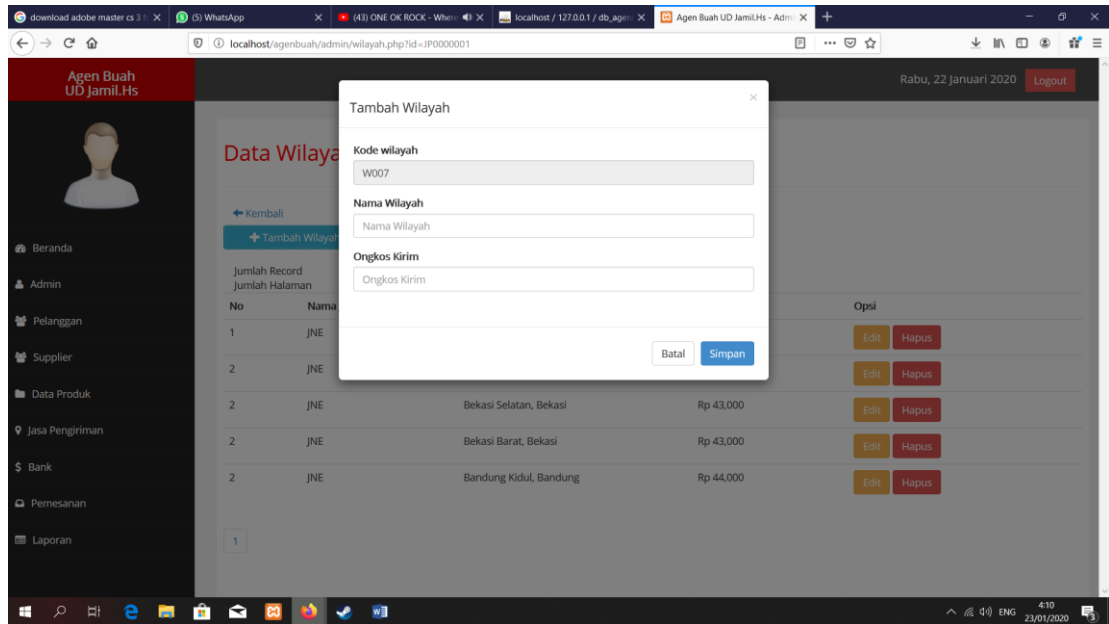 download adobe master cs 3 f
(5) WhatsApp
(43) ONE OK ROCK - Where
localhost / 127.0.0.1 / db_agen
Agen Buah UD Jamil.Hs - Admi
localhost/agenbuah/admin/wilayah.php?id=JP0000001
Agen Buah
UD Jamil.Hs
Rabu, 22 Januari 2020
Logout
Beranda
Admin
Pelanggan
Supplier
Data Produk
Jasa Pengiriman
$ Bank
Pemesanan
Laporan
Data Wilaya
Kembali
+ Tambah Wilayah
Jumlah Record
Jumlah Halaman
Tambah Wilayah
×
Kode wilayah
W007
Nama Wilayah
Nama Wilayah
Ongkos Kirim
Ongkos Kirim
Batal Simpan
No Nama Opsi
1 JNE Edit Hapus
2 JNE Edit Hapus
2 JNE Bekasi Selatan, Bekasi Rp 43,000 Edit Hapus
2 JNE Bekasi Barat, Bekasi Rp 43,000 Edit Hapus
2 JNE Bandung Kidul, Bandung Rp 44,000 Edit Hapus
1
ENG
4:10
23/01/2020
3